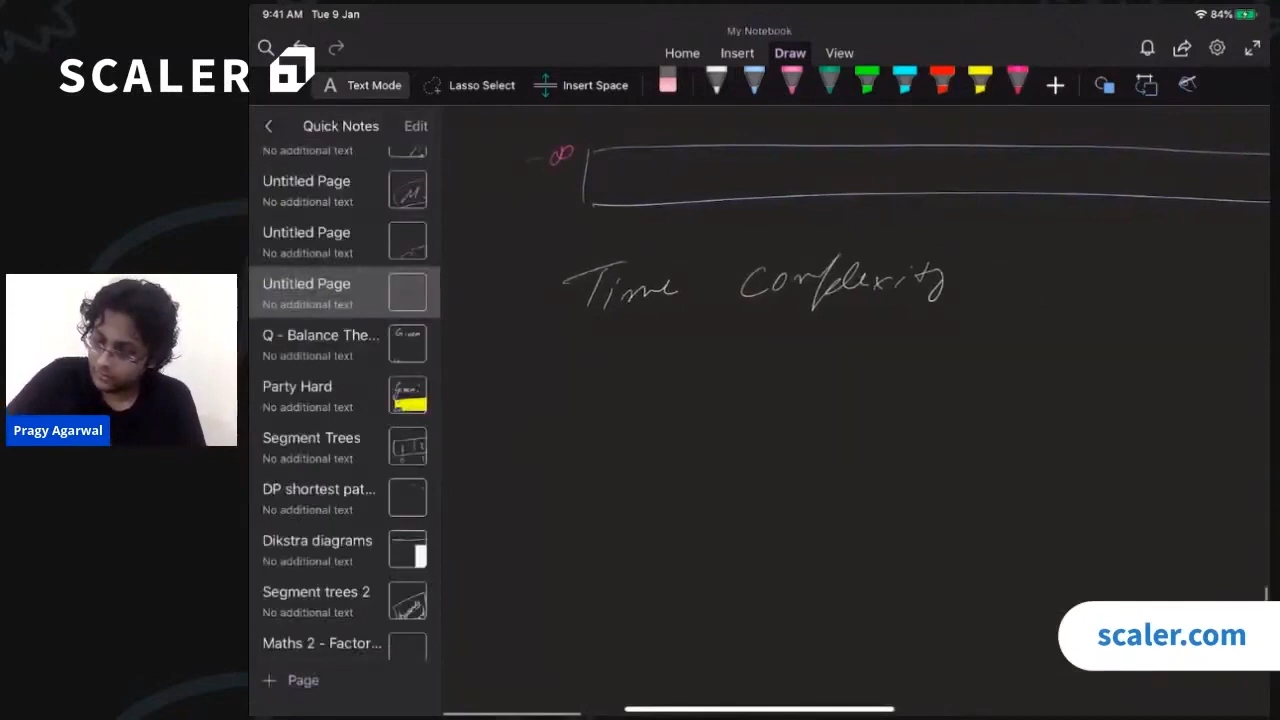 9:41 AM Tue 9 Jan
84%
My Notebook
SCALER
Home Insert Draw View
Text Mode Lasso Select Insert Space
Quick Notes Edit
No additional text
Untitled Page
No additional text
Untitled Page
No additional text
Untitled Page
No additional text
Q - Balance The...
No additional text
Party Hard
No additional text
Segment Trees
No additional text
DP shortest pat...
No additional text
Dikstra diagrams
No additional text
Segment trees 2
No additional text
Maths 2 - Factor...
Page
-∞
Time Complexity
Pragy Agarwal
scaler.com